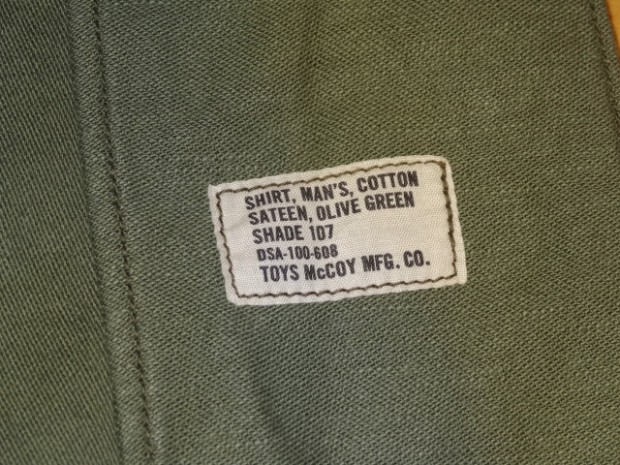 SHIRT, MAN'S, COTTON
SATEEN, OLIVE GREEN
SHADE 107
DSA-100-608
TOYS McCOY MFG. CO.